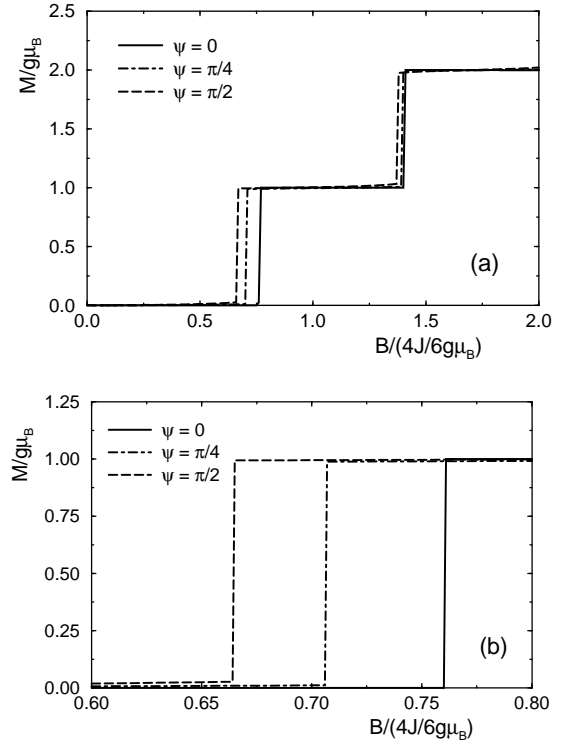 2.5
2.0
1.5
1.0
0.5
0.0
M/gμB
ψ = 0
ψ = π/4
ψ = π/2
(a)
0.0 0.5 1.0 1.5 2.0
B/(4J/6gμB)
1.25
1.00
0.75
0.50
0.25
0.00
M/gμB
ψ = 0
ψ = π/4
ψ = π/2
(b)
0.60 0.65 0.70 0.75 0.80
B/(4J/6gμB)